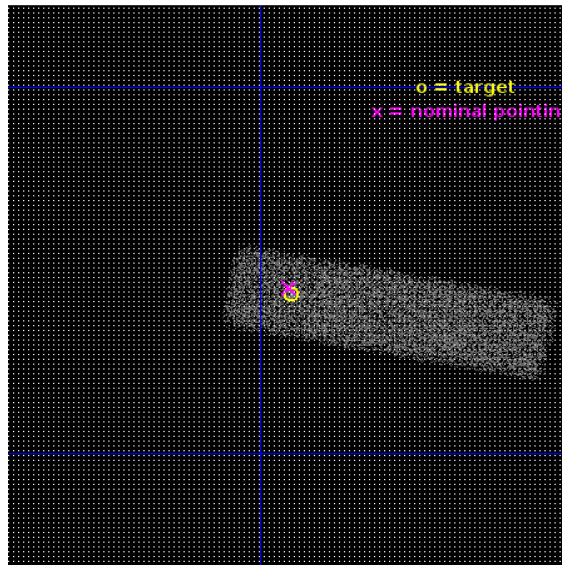 o = target
x = nominal pointin